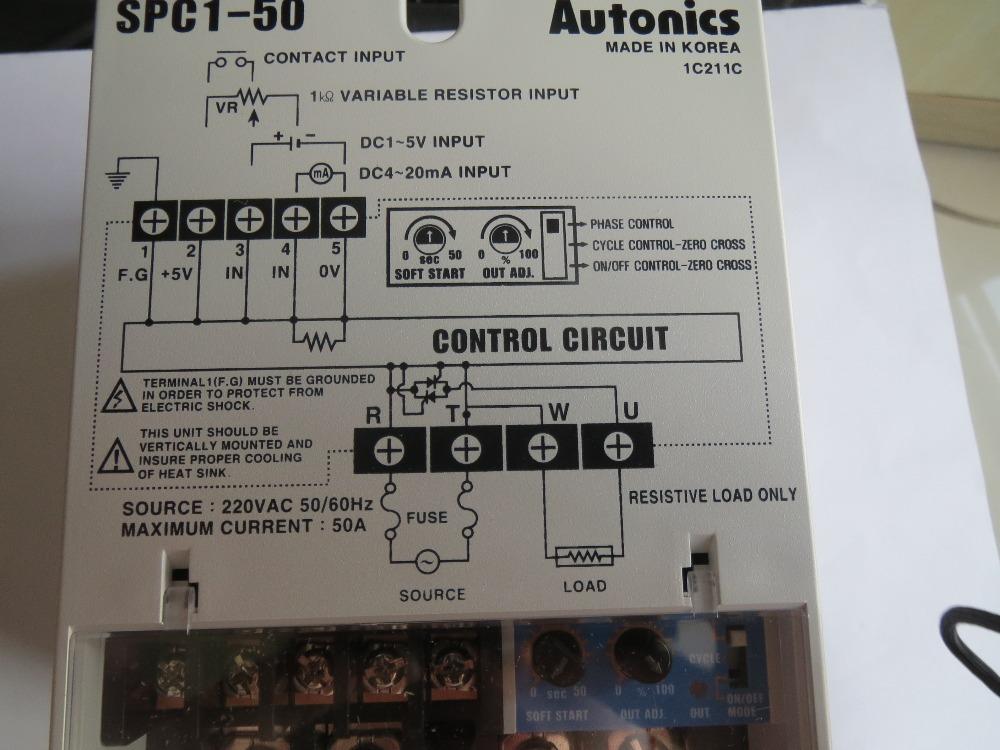 SPC1-50
Autonics
MADE IN KOREA
1C211C
CONTACT INPUT
VR
1kΩ VARIABLE RESISTOR INPUT
+ − DC1~5V INPUT
mA DC4~20mA INPUT
1 2 3 4 5
F.G +5V IN IN 0V
0 sec 50
SOFT START
0 % 100
OUT ADJ.
PHASE CONTROL
CYCLE CONTROL-ZERO CROSS
ON/OFF CONTROL-ZERO CROSS
CONTROL CIRCUIT
TERMINAL1(F.G) MUST BE GROUNDED
IN ORDER TO PROTECT FROM
ELECTRIC SHOCK.
THIS UNIT SHOULD BE
VERTICALLY MOUNTED AND
INSURE PROPER COOLING
OF HEAT SINK.
R T W U
SOURCE : 220VAC 50/60Hz
MAXIMUM CURRENT : 50A
FUSE
SOURCE
RESISTIVE LOAD ONLY
LOAD
0 sec 50
SOFT START
0 % 100
OUT ADJ.
OUT
CYCLE
ON/OFF
MODE